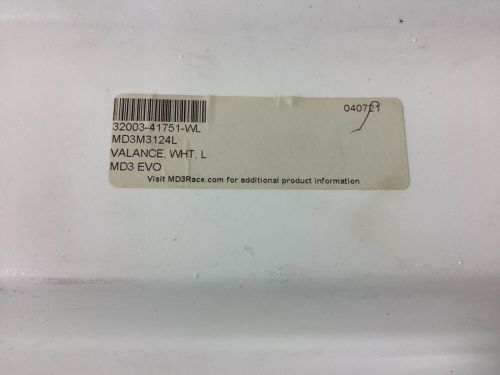 040721
32003-41751-WL
MD3M3124L
VALANCE, WHT, L
MD3 EVO
Visit MD3Race.com for additional product information